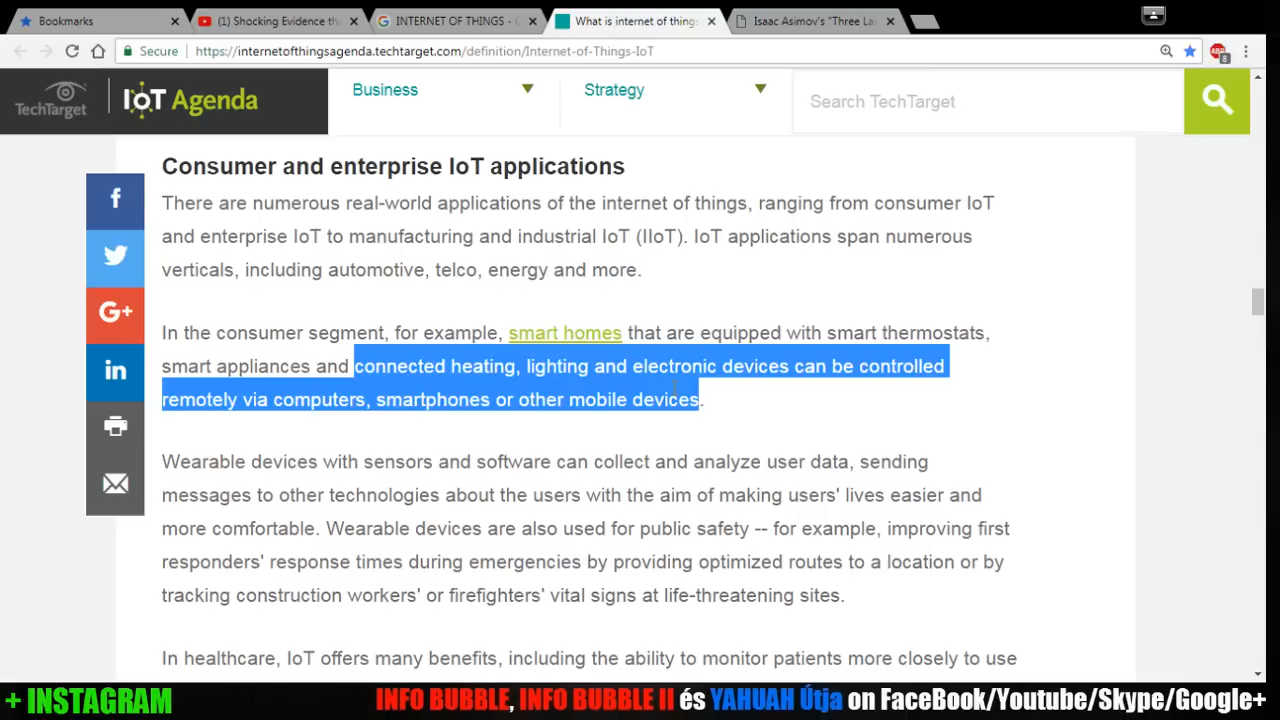 Bookmarks
(1) Shocking Evidence tha
INTERNET OF THINGS - G
What is internet of things
Isaac Asimov's "Three La
Secure https://internetofthingsagenda.techtarget.com/definition/Internet-of-Things-IoT
ABP
8
TechTarget IoT Agenda
Business
Strategy
Search TechTarget
Consumer and enterprise IoT applications
There are numerous real-world applications of the internet of things, ranging from consumer IoT
and enterprise IoT to manufacturing and industrial IoT (IIoT). IoT applications span numerous
verticals, including automotive, telco, energy and more.
In the consumer segment, for example, smart homes that are equipped with smart thermostats,
smart appliances and connected heating, lighting and electronic devices can be controlled
remotely via computers, smartphones or other mobile devices.
Wearable devices with sensors and software can collect and analyze user data, sending
messages to other technologies about the users with the aim of making users' lives easier and
more comfortable. Wearable devices are also used for public safety -- for example, improving first
responders' response times during emergencies by providing optimized routes to a location or by
tracking construction workers' or firefighters' vital signs at life-threatening sites.
In healthcare, IoT offers many benefits, including the ability to monitor patients more closely to use
f
G+
in
+ INSTAGRAM
INFO BUBBLE, INFO BUBBLE II és YAHUAH Útja on FaceBook/Youtube/Skype/Google+